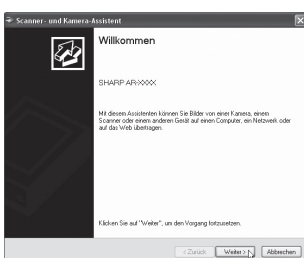 Scanner- und Kamera-Assistent
Willkommen
SHARP AR-XXXX
Mit diesem Assistenten können Sie Bilder von einer Kamera, einem
Scanner oder einem anderen Gerät auf einen Computer, ein Netzwerk oder
auf das Web übertragen.
Klicken Sie auf "Weiter", um den Vorgang fortzusetzen.
< Zurück Weiter > Abbrechen